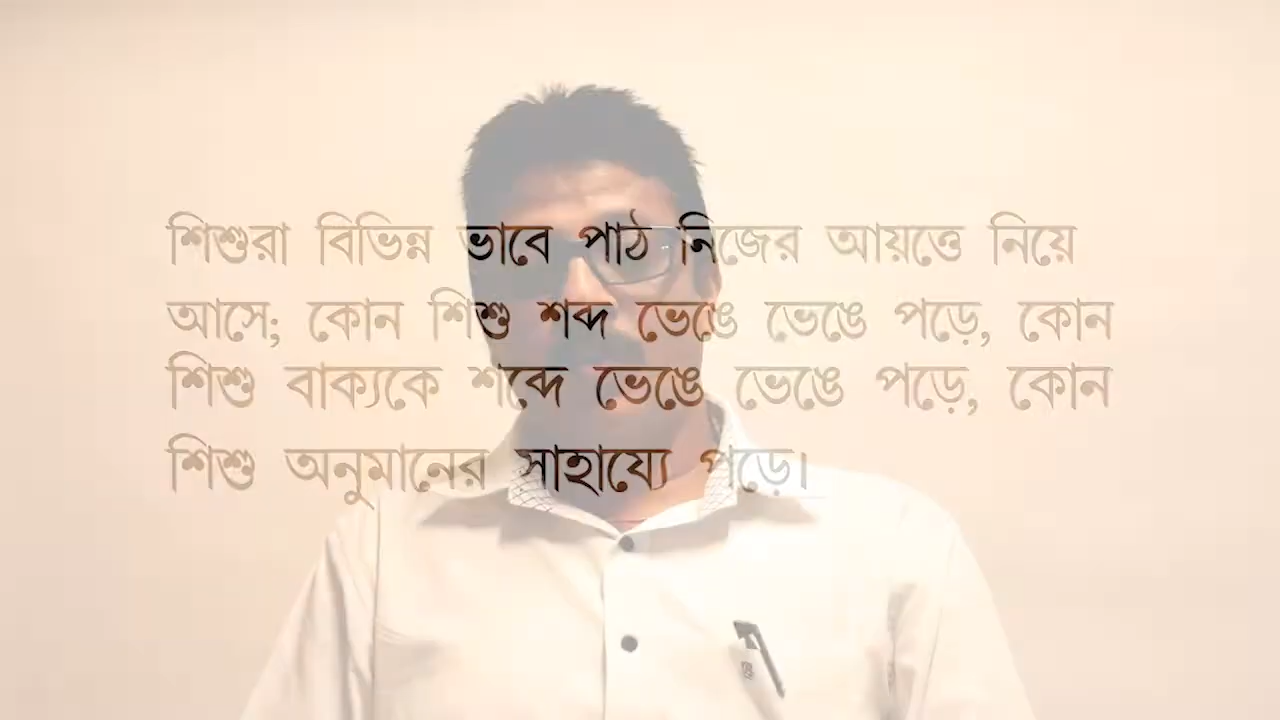 শিশুরা বিভিন্ন ভাবে পাঠ নিজের আয়ত্তে নিয়ে
আসে; কোন শিশু শব্দ ভেঙে ভেঙে পড়ে, কোন
শিশু বাক্যকে শব্দে ভেঙে ভেঙে পড়ে, কোন
শিশু অনুমানের সাহায্যে পড়ে।